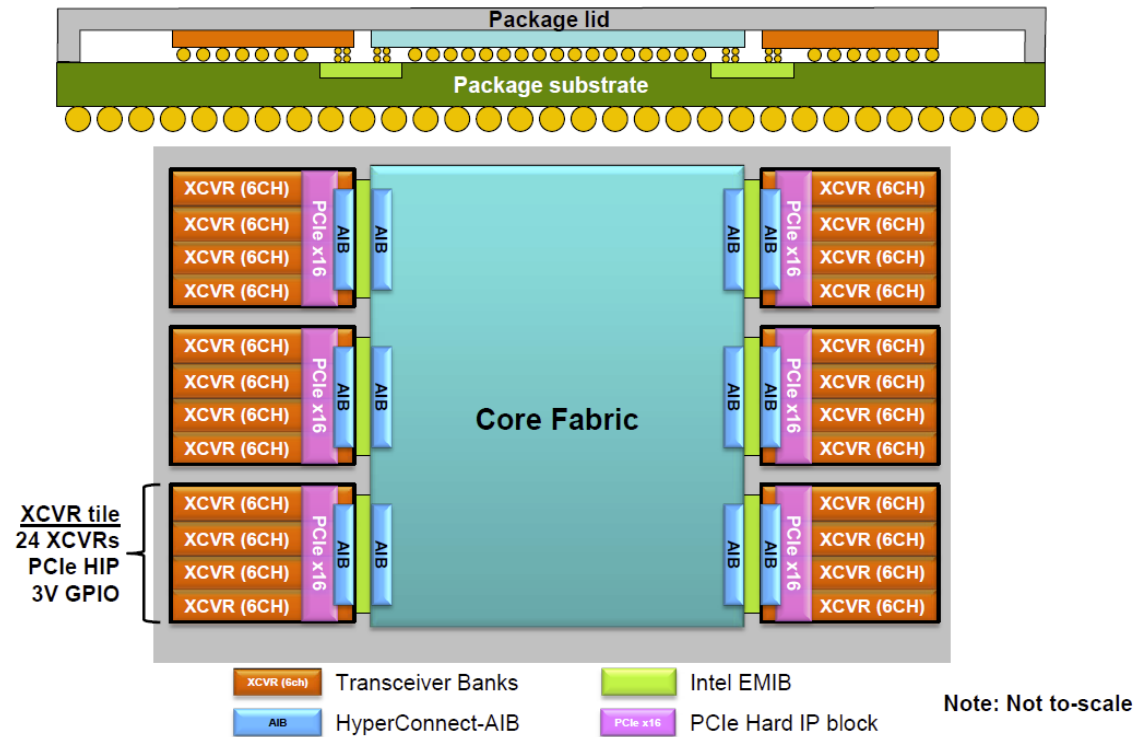 Package lid
Package substrate
XCVR (6CH)
XCVR (6CH)
XCVR (6CH)
XCVR (6CH)
PCIe x16
AIB
AIB
AIB
AIB
PCIe x16
XCVR (6CH)
XCVR (6CH)
XCVR (6CH)
XCVR (6CH)
XCVR (6CH)
XCVR (6CH)
XCVR (6CH)
XCVR (6CH)
PCIe x16
AIB
AIB
Core Fabric
AIB
AIB
PCIe x16
XCVR (6CH)
XCVR (6CH)
XCVR (6CH)
XCVR (6CH)
XCVR tile
24 XCVRs
PCIe HIP
3V GPIO
XCVR (6CH)
XCVR (6CH)
XCVR (6CH)
XCVR (6CH)
PCIe x16
AIB
AIB
AIB
AIB
PCIe x16
XCVR (6CH)
XCVR (6CH)
XCVR (6CH)
XCVR (6CH)
XCVR (6ch) Transceiver Banks
Intel EMIB
AIB HyperConnect-AIB
PCIe x16 PCIe Hard IP block
Note: Not to-scale